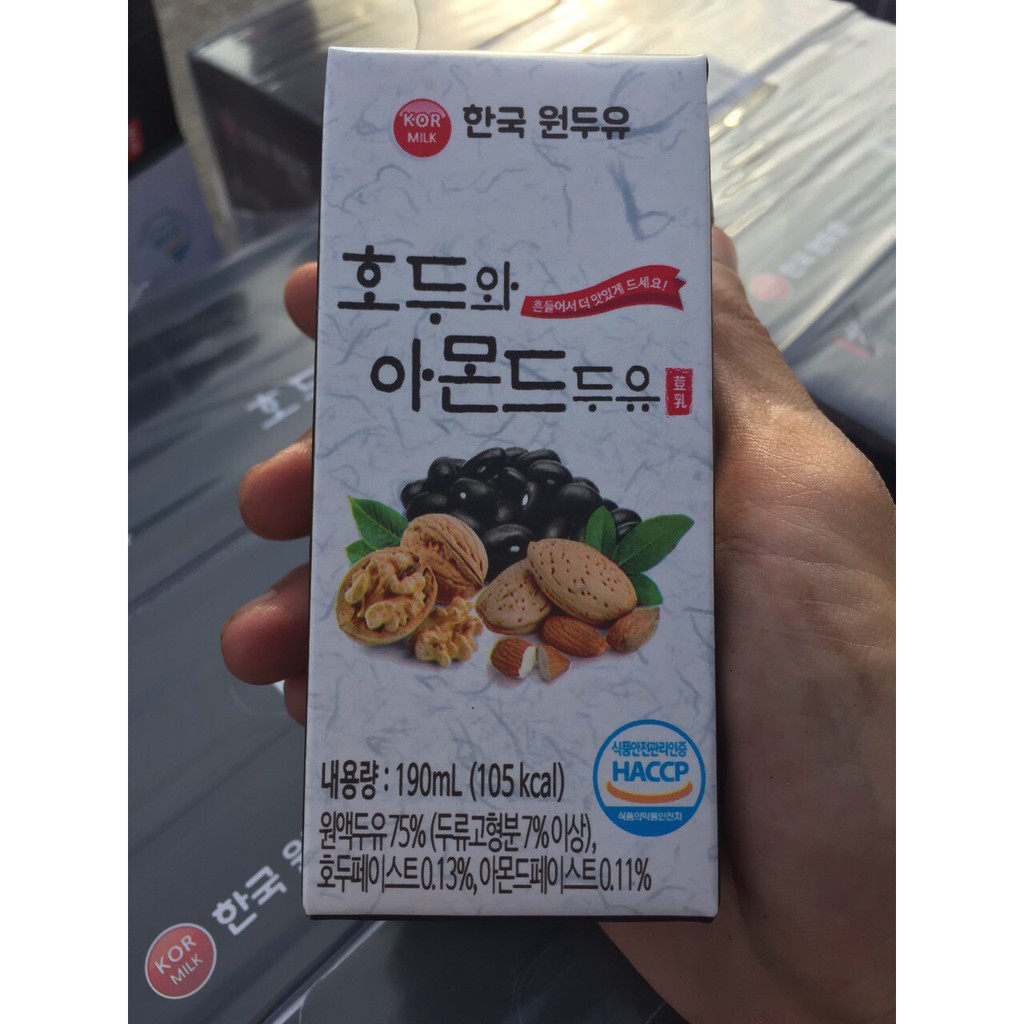 KOR
MILK
한국 원두유
호두와
흔들어서 더 맛있게 드세요!
아몬드 두유
荳乳
내용량 : 190mL (105 kcal)
원액두유 75% (두류고형분 7% 이상),
호두페이스트 0.13%, 아몬드페이스트 0.11%
식품안전관리인증
HACCP
식품의약품안전처
호두
KOR
MILK
한국 원